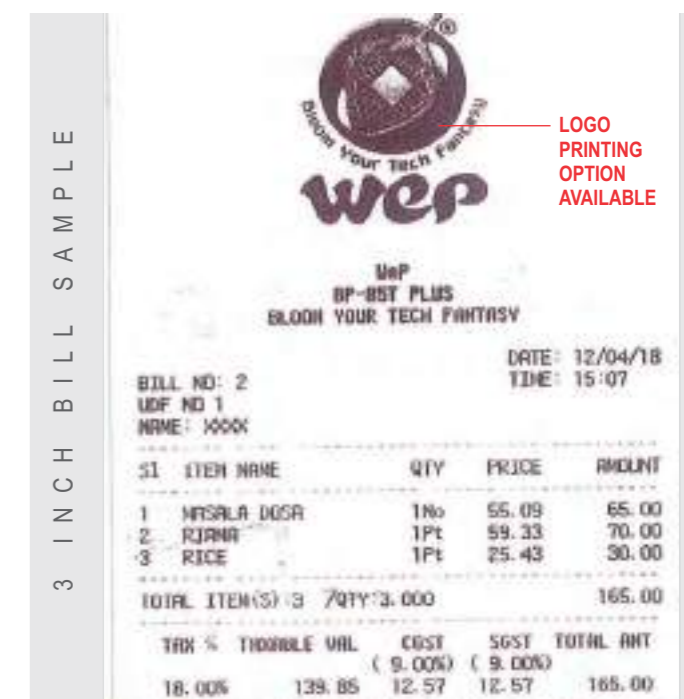 3 INCH BILL SAMPLE
Bloom Your Tech Fantasy
®
wep
LOGO
PRINTING
OPTION
AVAILABLE
WeP
BP-85T PLUS
BLOOM YOUR TECH FANTASY
DATE: 12/04/18
BILL NO: 2 TIME: 15:07
UDF NO 1
NAME: XXXX
Sl ITEM NAME QTY PRICE AMOUNT
1 MASALA DOSA 1No 55.09 65.00
2 RJAMA 1Pt 59.33 70.00
3 RICE 1Pt 25.43 30.00
TOTAL ITEM(S):3 /QTY:3.000 165.00
TAX % TAXABLE VAL CGST SGST TOTAL AMT
( 9.00%) ( 9.00%)
18.00% 139.85 12.57 12.57 165.00